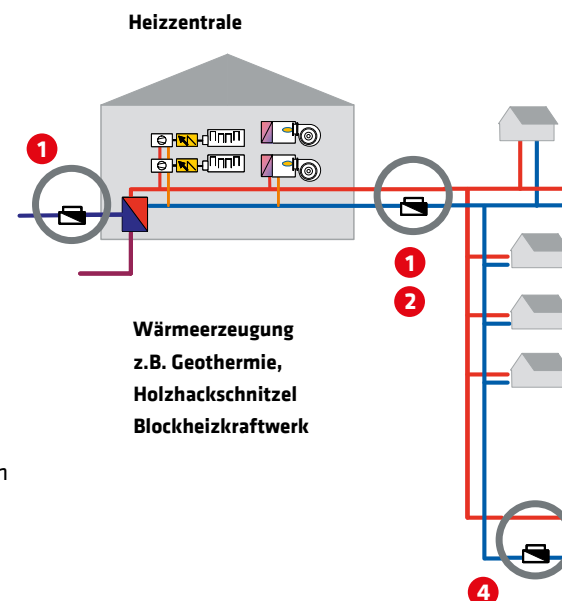 Heizzentrale
1
1
2
Wärmeerzeugung
z.B. Geothermie,
Holzhackschnitzel
Blockheizkraftwerk
n
4